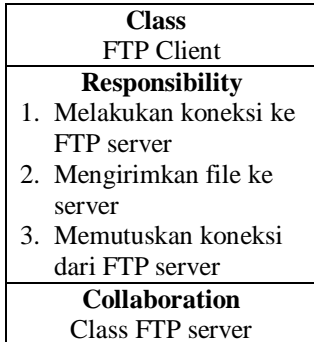 Class
FTP Client
Responsibility
1. Melakukan koneksi ke
FTP server
2. Mengirimkan file ke
server
3. Memutuskan koneksi
dari FTP server
Collaboration
Class FTP server